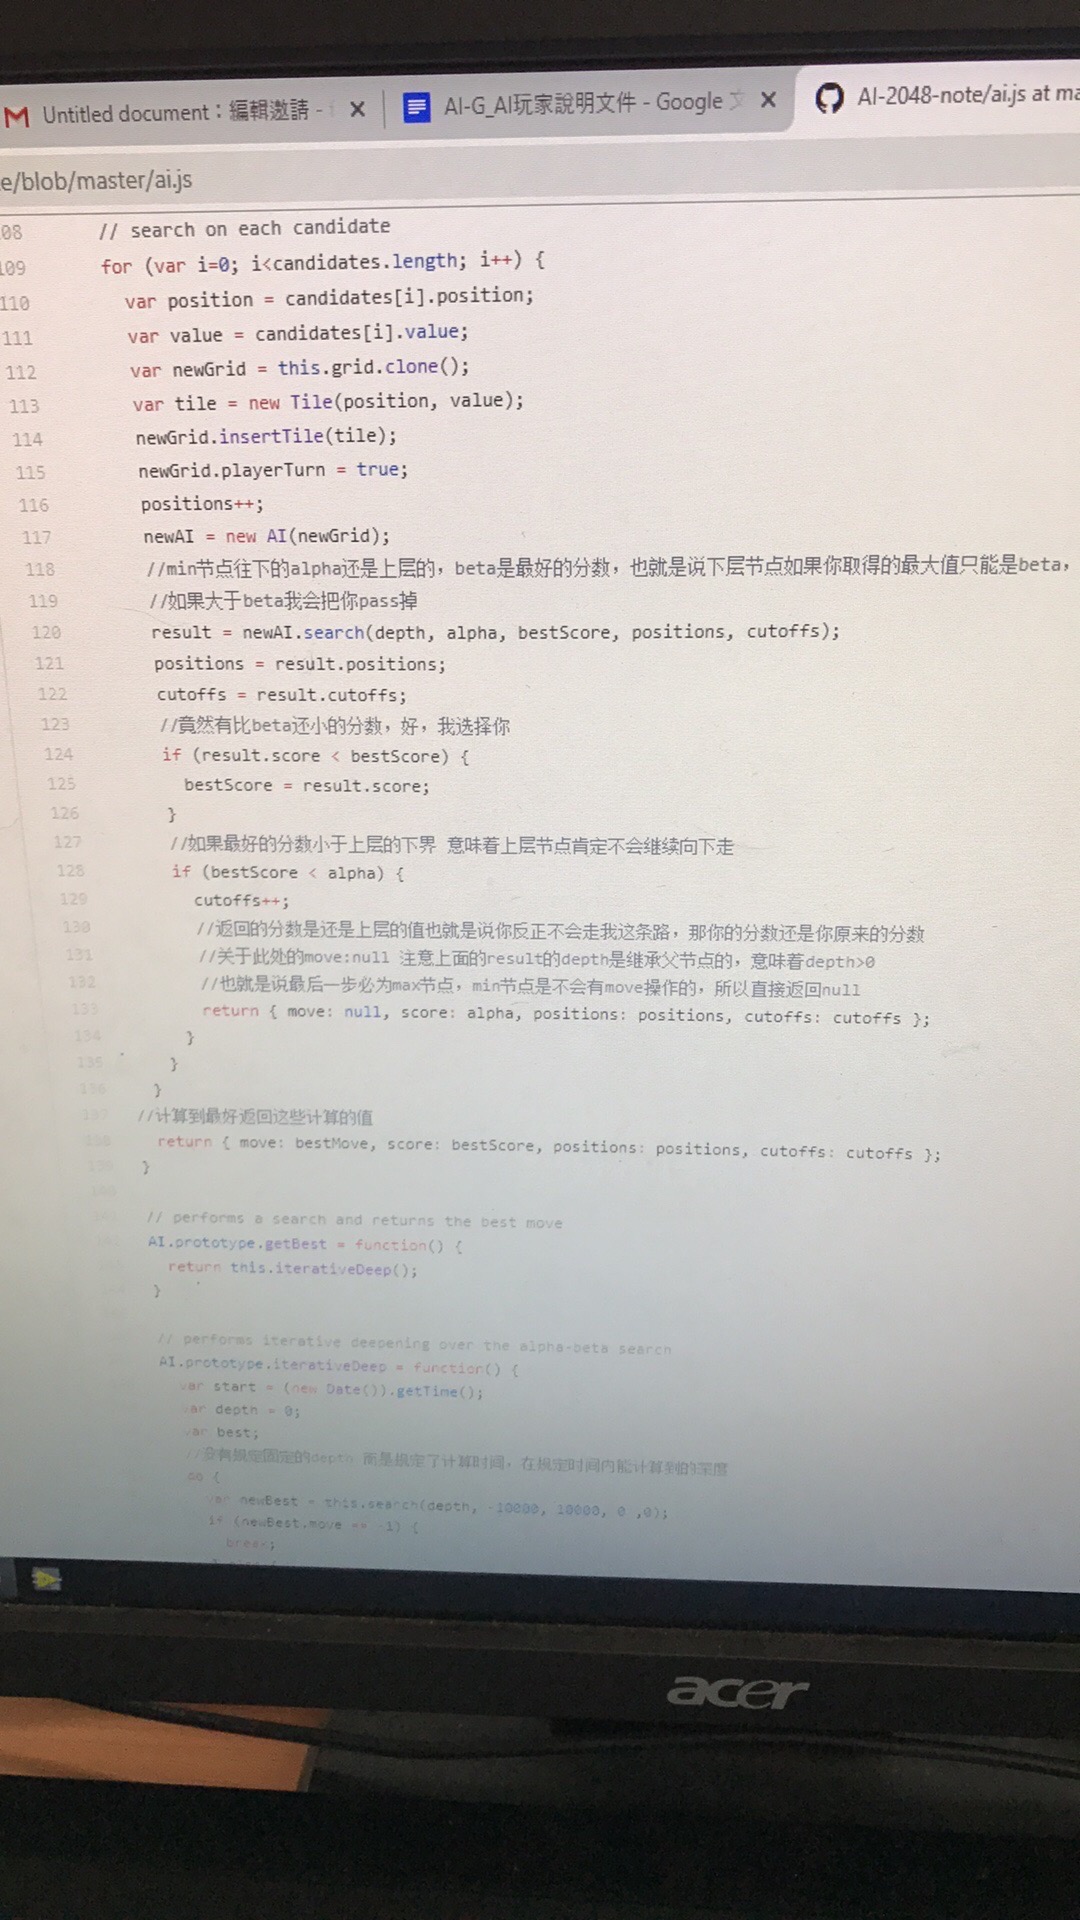 Untitled document：編輯邀請 -
AI-G_AI玩家說明文件 - Google 文
AI-2048-note/ai.js at ma
e/blob/master/ai.js
08 // search on each candidate
109 for (var i=0; i<candidates.length; i++) {
110 var position = candidates[i].position;
111 var value = candidates[i].value;
112 var newGrid = this.grid.clone();
113 var tile = new Tile(position, value);
114 newGrid.insertTile(tile);
115 newGrid.playerTurn = true;
116 positions++;
117 newAI = new AI(newGrid);
118 //min节点往下的alpha还是上层的，beta是最好的分数，也就是说下层节点如果你取得的最大值只能是beta，
119 //如果大于beta我会把你pass掉
120 result = newAI.search(depth, alpha, bestScore, positions, cutoffs);
121 positions = result.positions;
122 cutoffs = result.cutoffs;
123 //竟然有比beta还小的分数，好，我选择你
124 if (result.score < bestScore) {
125 bestScore = result.score;
126 }
127 //如果最好的分数小于上层的下界 意味着上层节点肯定不会继续向下走
128 if (bestScore < alpha) {
129 cutoffs++;
130 //返回的分数是还是上层的值也就是说你反正不会走我这条路，那你的分数还是你原来的分数
131 //关于此处的move:null 注意上面的result的depth是继承父节点的，意味着depth>0
132 //也就是说最后一步必为max节点，min节点是不会有move操作的，所以直接返回null
133 return { move: null, score: alpha, positions: positions, cutoffs: cutoffs };
134 }
135 }
136 }
137 //计算到最好返回这些计算的值
138 return { move: bestMove, score: bestScore, positions: positions, cutoffs: cutoffs };
139 }
140
// performs a search and returns the best move
AI.prototype.getBest = function() {
return this.iterativeDeep();
}
// performs iterative deepening over the alpha-beta search
AI.prototype.iterativeDeep = function() {
var start = (new Date()).getTime();
var depth = 0;
var best;
//没有规定固定的depth 而是规定了计算时间，在规定时间内能计算到的深度
do {
var newBest = this.search(depth, -10000, 10000, 0 ,0);
if (newBest.move == -1) {
break;
acer